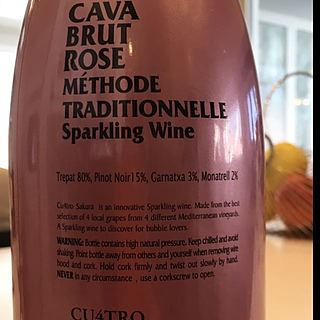 CAVA
BRUT
ROSE
MÉTHODE
TRADITIONNELLE
Sparkling Wine
Trepat 80%, Pinot Noir15%, Garnatxa 3%, Monatrell 2%
Cu4tro Sakura is an innovative Sparkling wine. Made from the best
selection of 4 local grapes from 4 different Mediterranean vineyards.
A Sparkling wine to discover for bubble lovers.
WARNING: Bottle contains high natural pressure. Keep chilled and avoid
shaking. Point bottle away from others and yourself when removing wire
hood and cork. Hold cork firmly and twist out slowly by hand.
NEVER in any circumstance , use a corkscrew to open.
CU4TRO